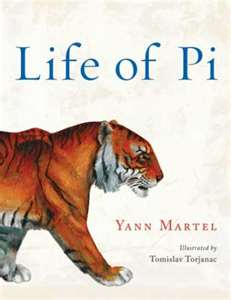 Life of Pi
YANN MARTEL
Illustrated by
Tomislav Torjanac